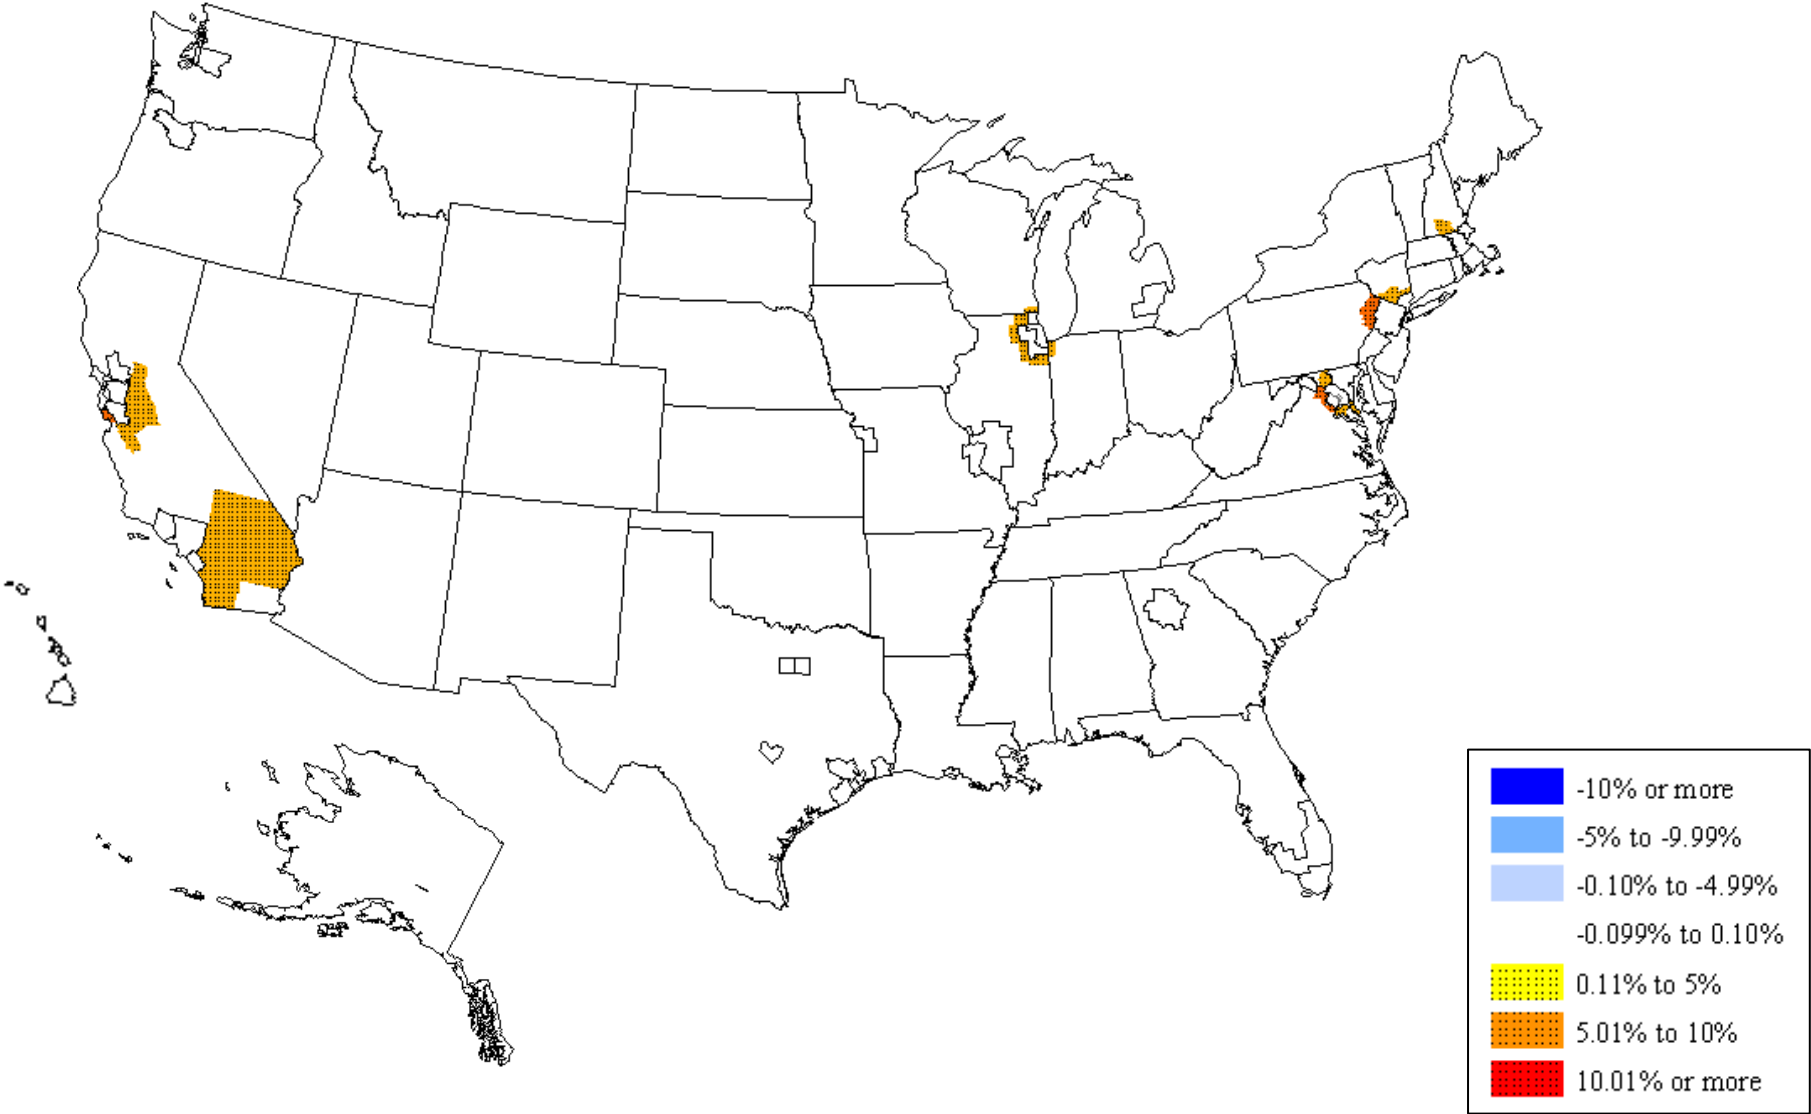 -10% or more
-5% to -9.99%
-0.10% to -4.99%
-0.099% to 0.10%
0.11% to 5%
5.01% to 10%
10.01% or more